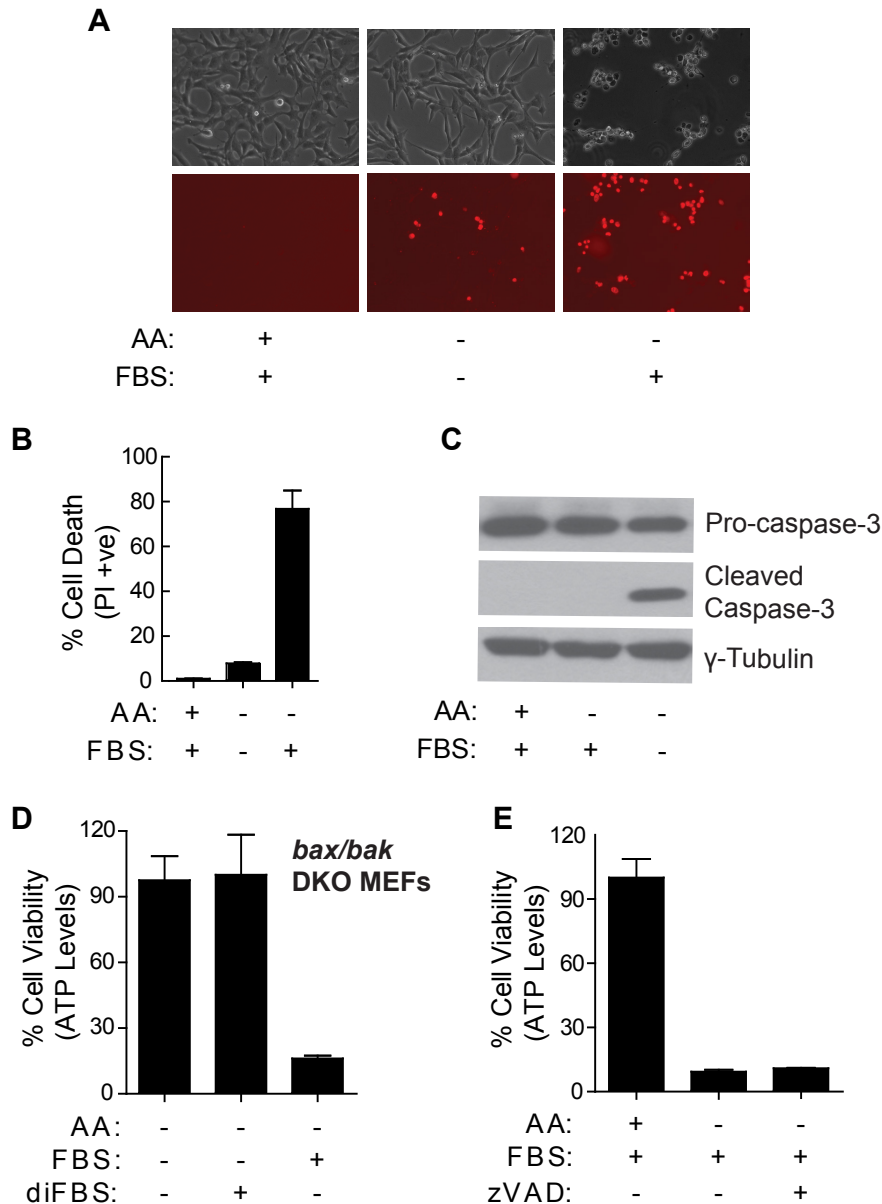 A
AA: + - -
FBS: + - +
B
% Cell Death
(PI +ve)
100
80
60
40
20
0
AA: + - -
FBS: + - +
C
Pro-caspase-3
Cleaved
Caspase-3
γ-Tubulin
AA: + - -
FBS: + + -
D
% Cell Viability
(ATP Levels)
120
90
60
30
0
bax/bak
DKO MEFs
AA: - - -
FBS: - - +
diFBS: - + -
E
% Cell Viability
(ATP Levels)
120
90
60
30
0
AA: + - -
FBS: + + +
zVAD: - - +